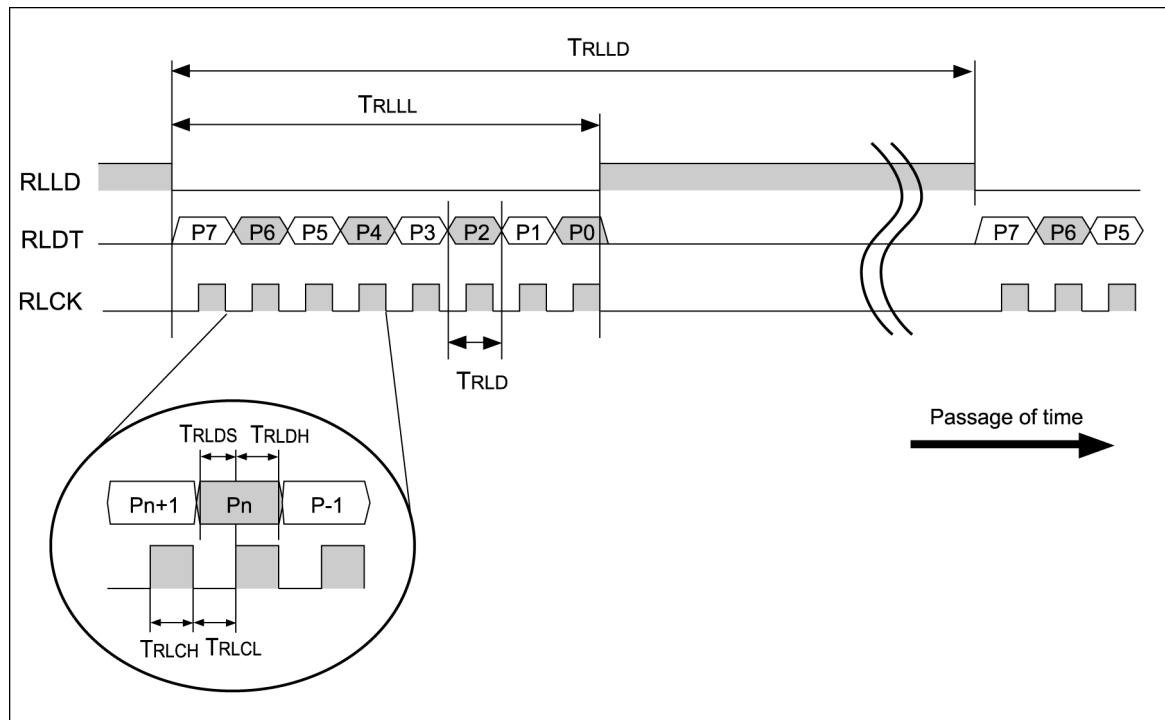 TRLLD
TRLLL
RLLD
RLDT P7 P6 P5 P4 P3 P2 P1 P0 P7 P6 P5
RLCK
TRLD
Passage of time
TRLDS TRLDH
Pn+1 Pn P-1
TRLCH TRLCL